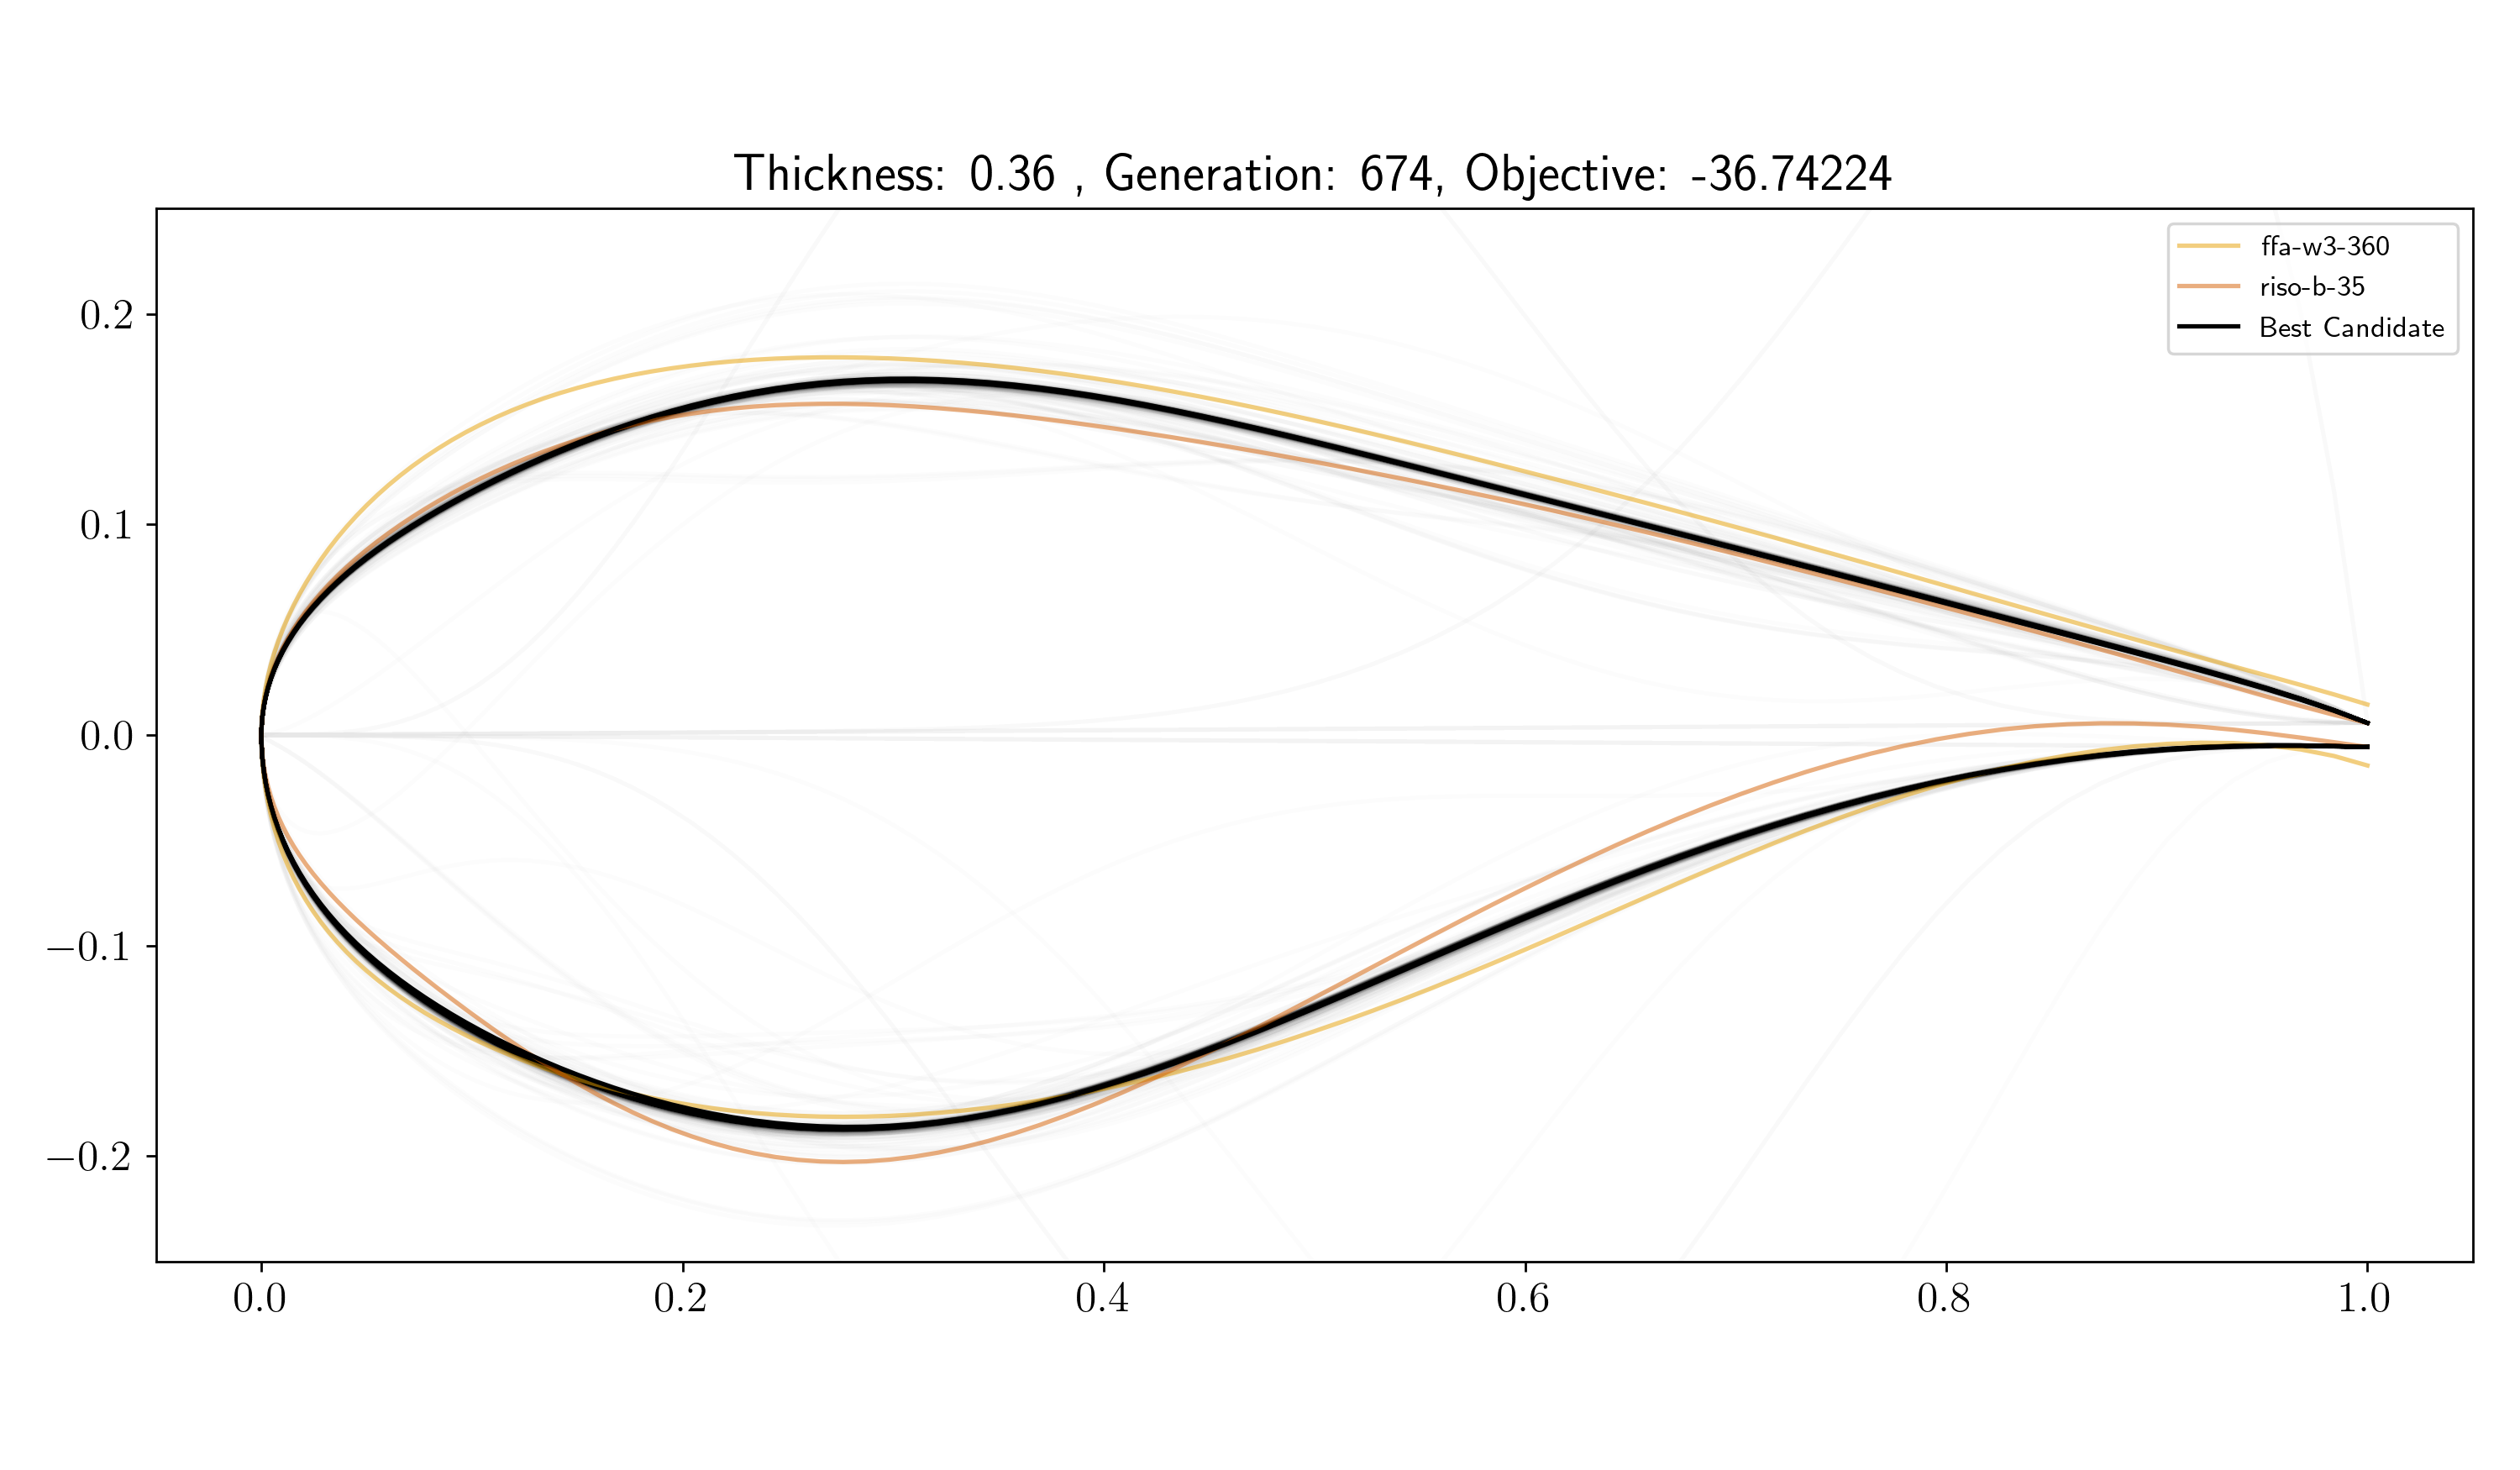 Thickness: 0.36 , Generation: 674, Objective: -36.74224
ffa-w3-360
riso-b-35
Best Candidate
0.2
0.1
0.0
−0.1
−0.2
0.0 0.2 0.4 0.6 0.8 1.0